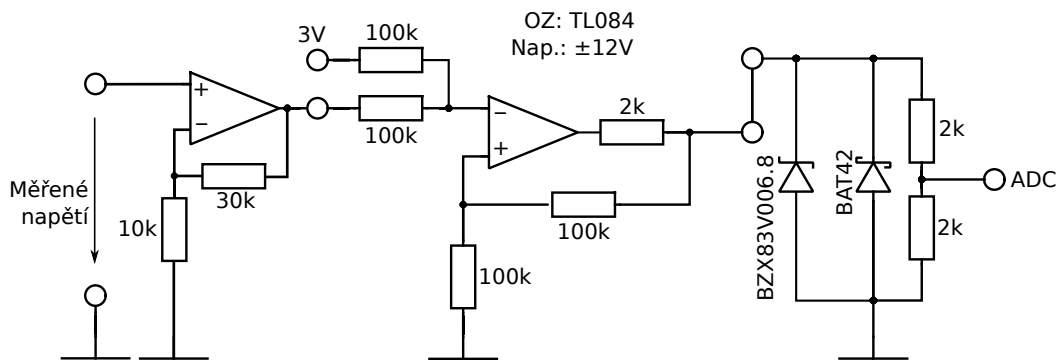 OZ: TL084
Nap.: ±12V
3V
100k
100k
+
−
30k
10k
Měřené
napětí
−
+
2k
100k
100k
BZX83V006.8
BAT42
2k
2k
ADC